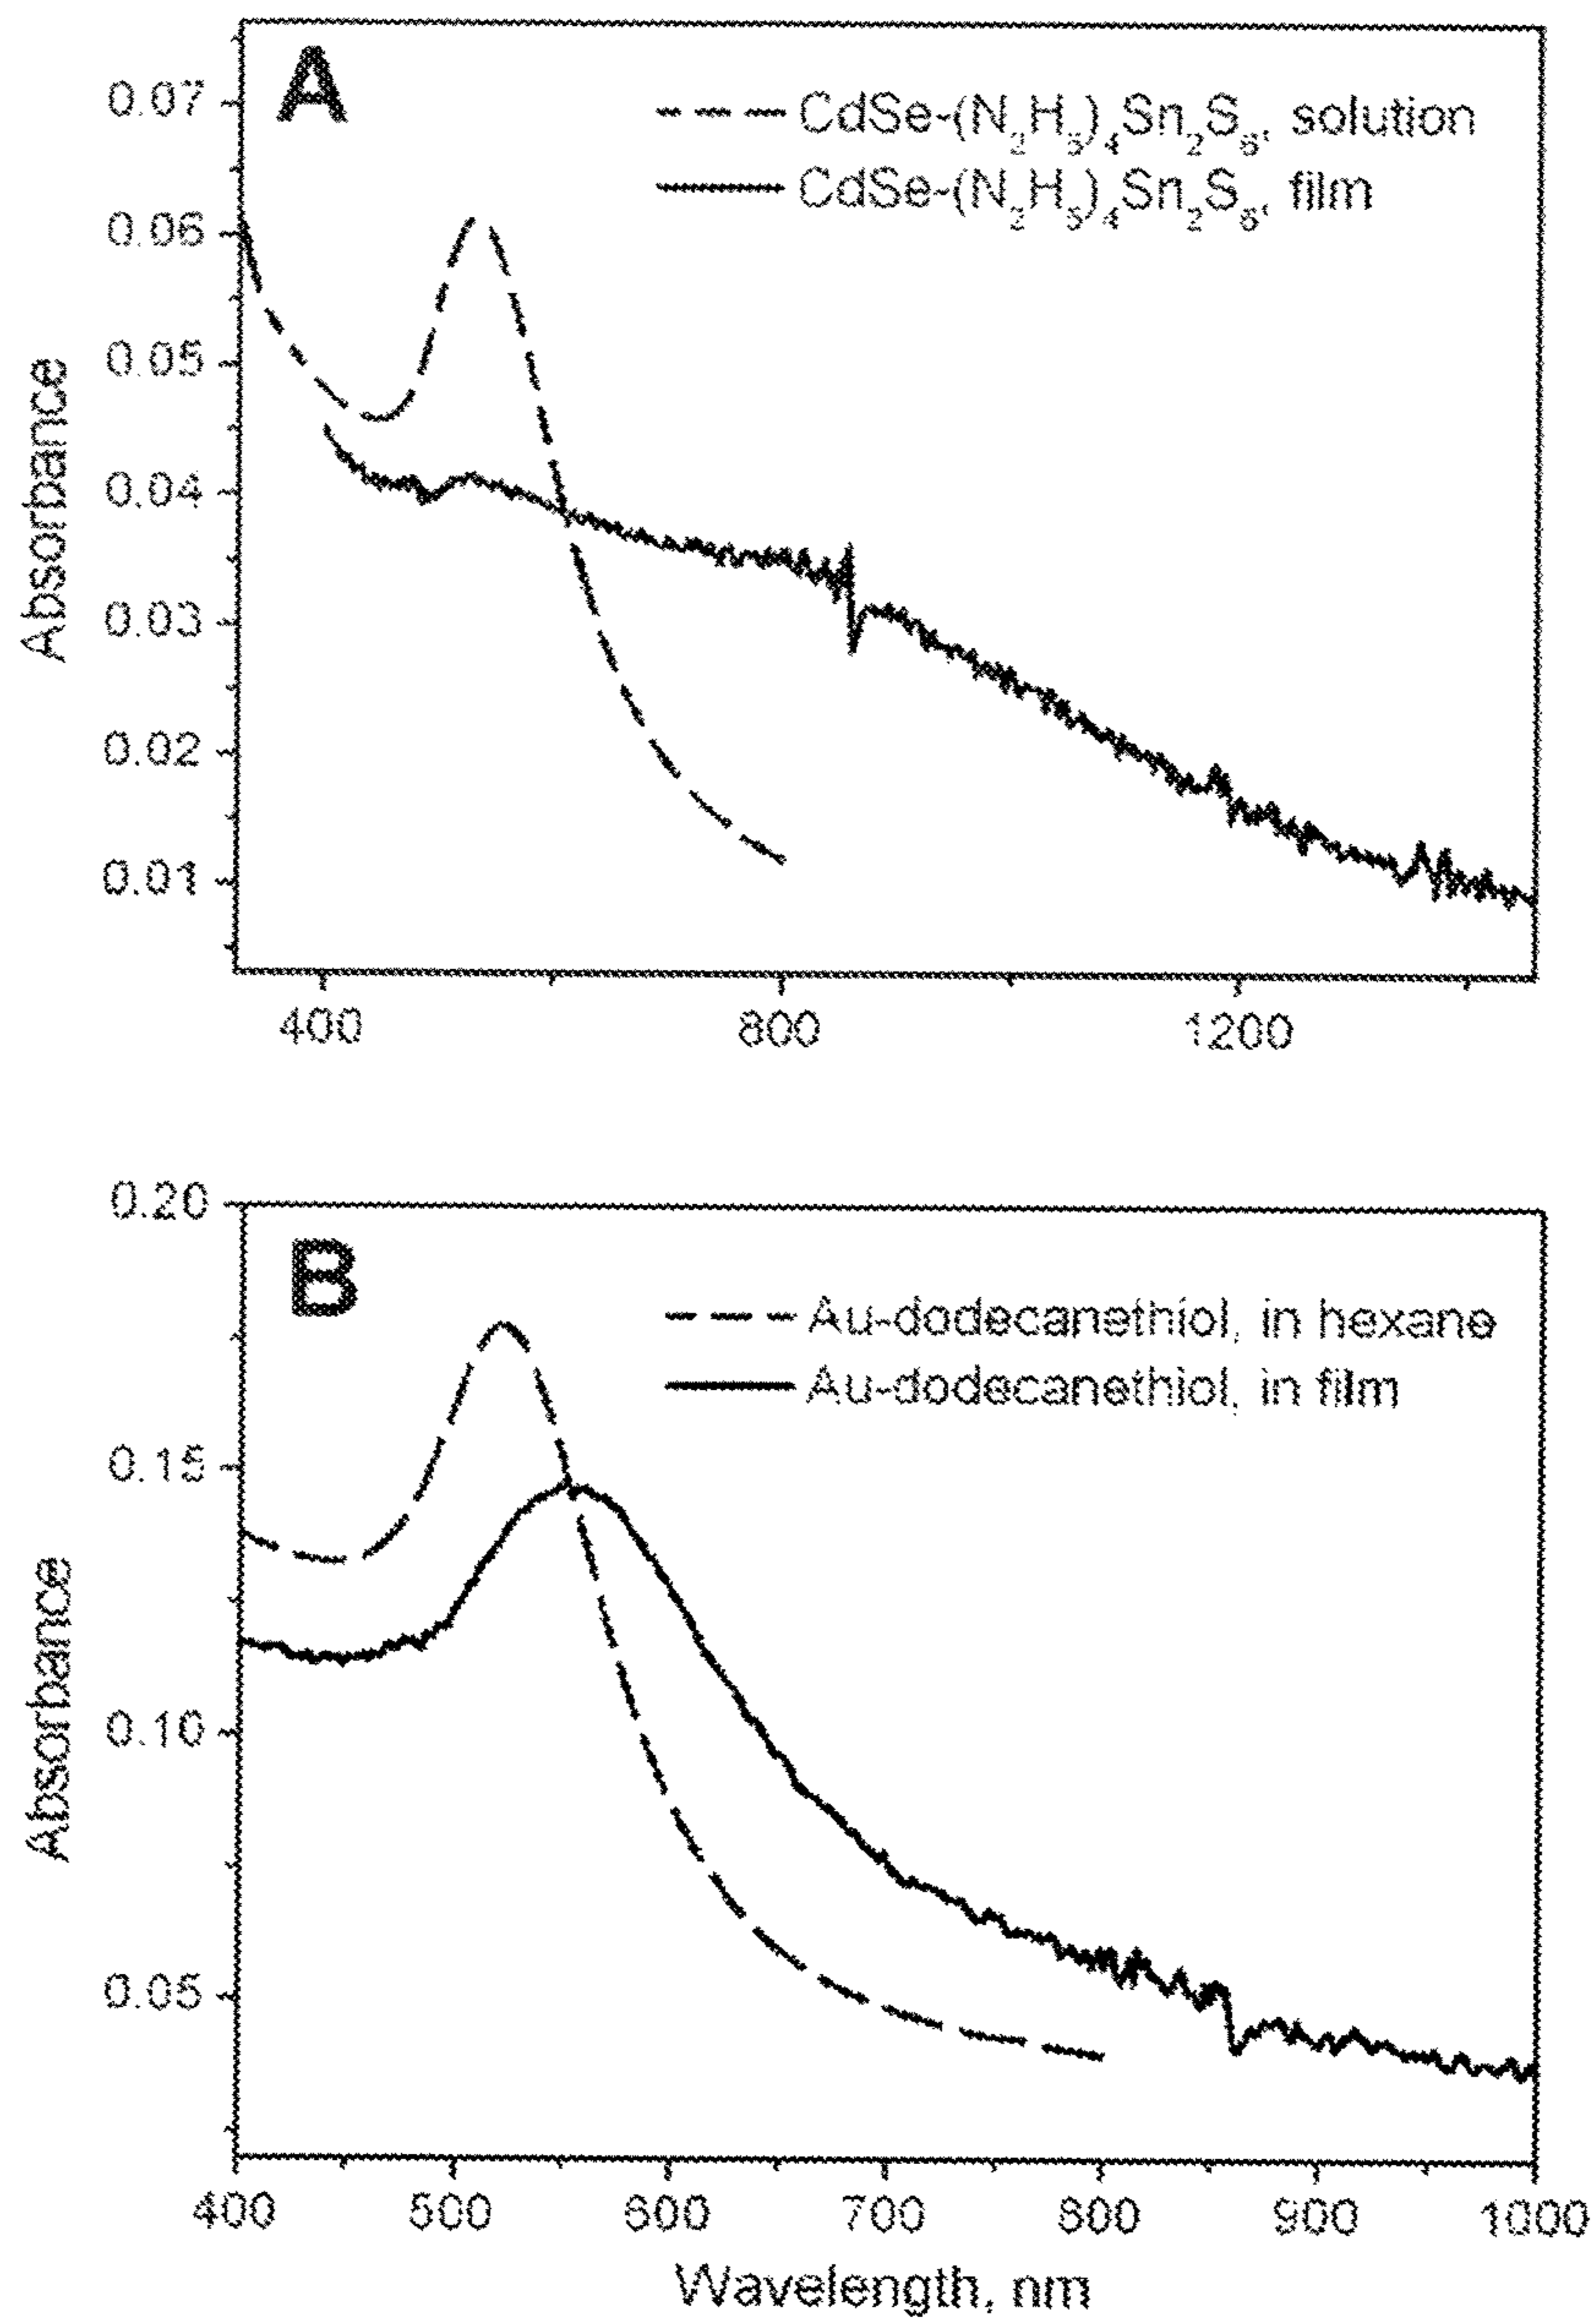 A
CdSe-(N₂H₅)₄Sn₂S₆, solution
CdSe-(N₂H₅)₄Sn₂S₆, film
0.07
0.06
0.05
0.04
0.03
0.02
0.01
Absorbance
400 800 1200
B
Au-dodecanethiol, in hexane
Au-dodecanethiol, in film
0.20
0.15
0.10
0.05
Absorbance
400 500 600 700 800 900 1000
Wavelength, nm